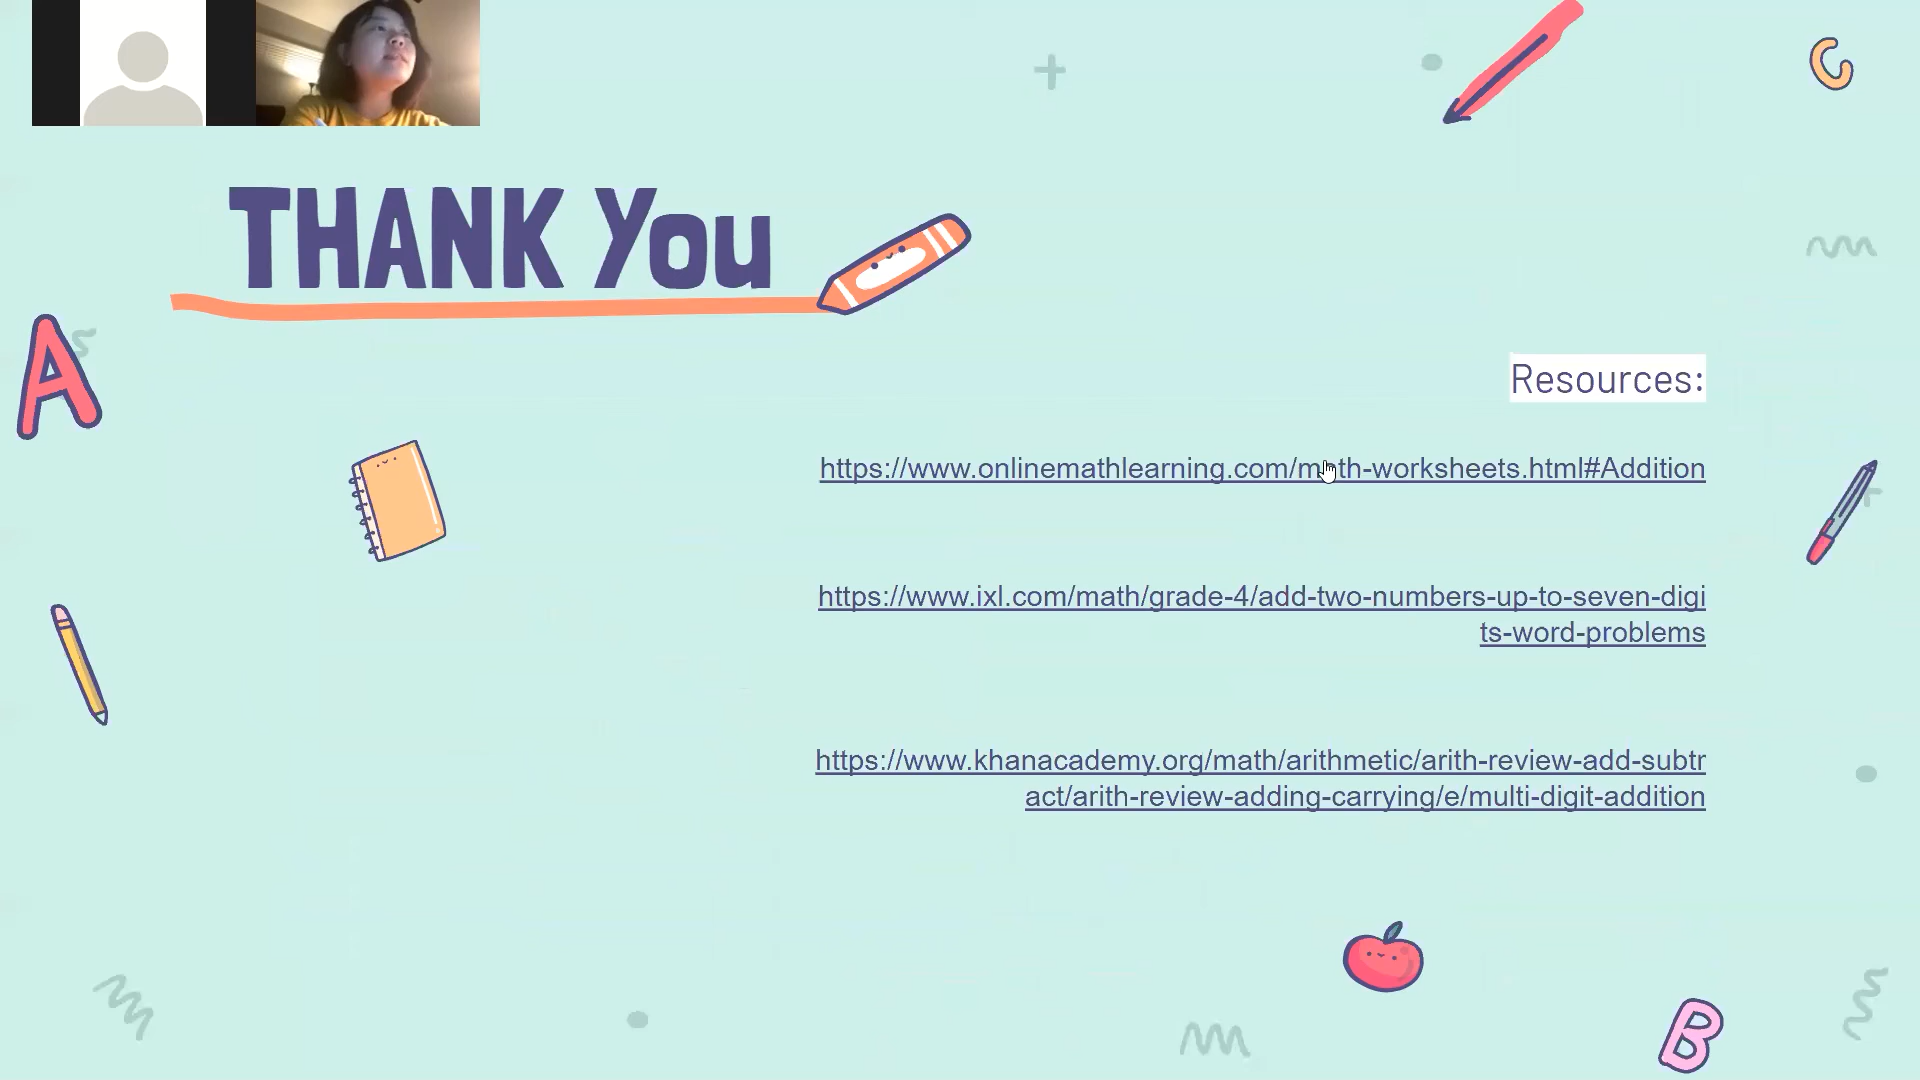 THANK You
Resources:
https://www.onlinemathlearning.com/math-worksheets.html#Addition
https://www.ixl.com/math/grade-4/add-two-numbers-up-to-seven-digi
ts-word-problems
https://www.khanacademy.org/math/arithmetic/arith-review-add-subtr
act/arith-review-adding-carrying/e/multi-digit-addition
C
A
B